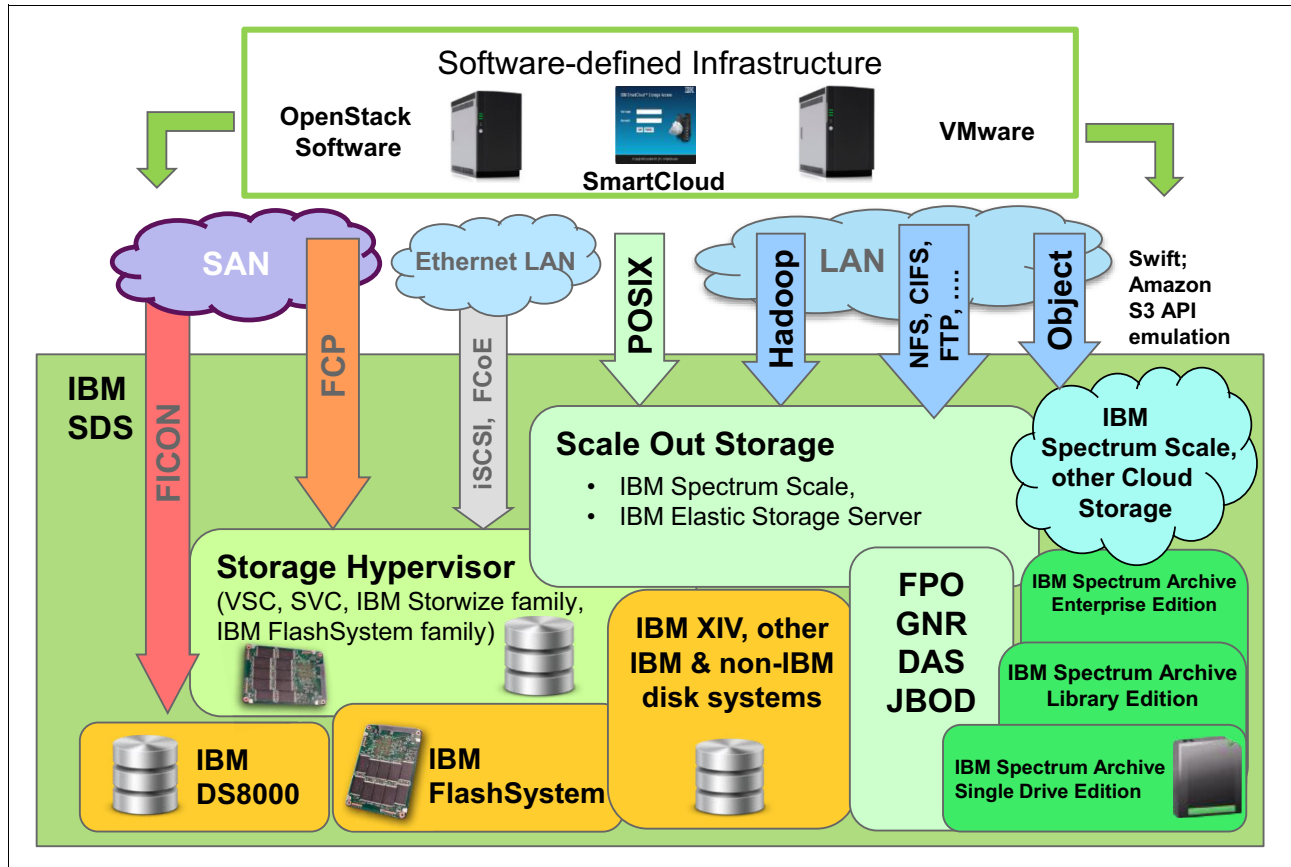 Software-defined Infrastructure
OpenStack
Software
SmartCloud
VMware
SAN
Ethernet LAN
LAN
Swift;
Amazon
S3 API
emulation
FICON
FCP
iSCSI, FCoE
POSIX
Hadoop
NFS, CIFS,
FTP, ....
Object
IBM
SDS
Scale Out Storage
• IBM Spectrum Scale,
• IBM Elastic Storage Server
IBM
Spectrum Scale,
other Cloud
Storage
Storage Hypervisor
(VSC, SVC, IBM Storwize family,
IBM FlashSystem family)
IBM XIV, other
IBM & non-IBM
disk systems
FPO
GNR
DAS
JBOD
IBM Spectrum Archive
Enterprise Edition
IBM Spectrum Archive
Library Edition
IBM Spectrum Archive
Single Drive Edition
IBM
DS8000
IBM
FlashSystem